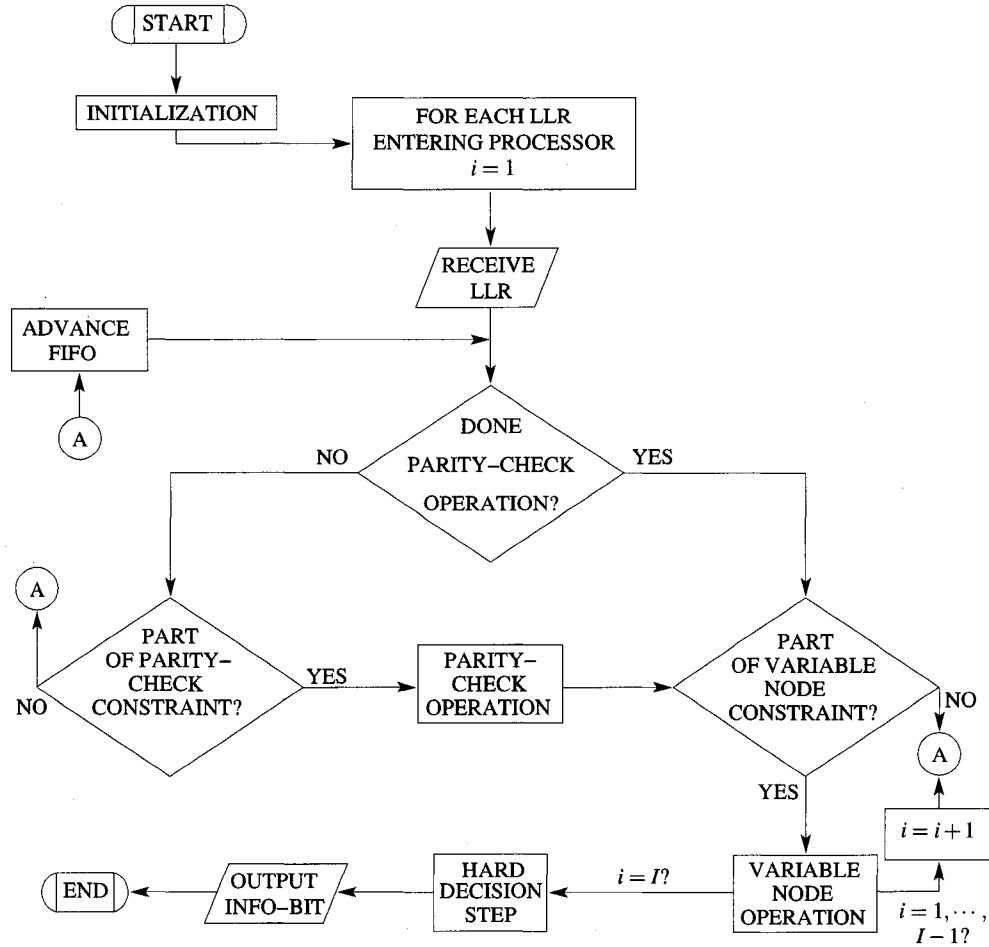 START
INITIALIZATION
FOR EACH LLR
ENTERING PROCESSOR
i = 1
RECEIVE
LLR
ADVANCE
FIFO
A
DONE
PARITY–CHECK
OPERATION?
NO
YES
A
PART
OF PARITY–
CHECK
CONSTRAINT?
NO
YES
PARITY–
CHECK
OPERATION
PART
OF VARIABLE
NODE
CONSTRAINT?
NO
A
YES
i = i+1
VARIABLE
NODE
OPERATION
i = 1, ⋯ ,
I−1?
i = I?
HARD
DECISION
STEP
OUTPUT
INFO–BIT
END